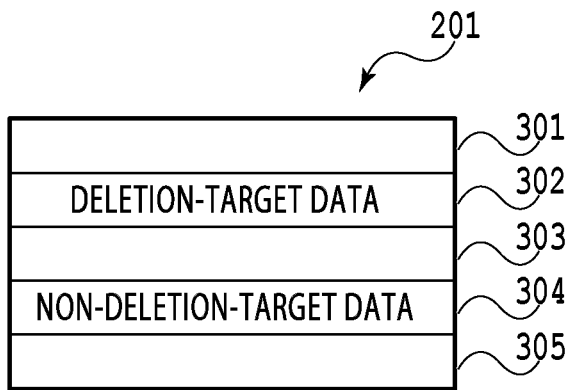 201
301
DELETION-TARGET DATA 302
303
NON-DELETION-TARGET DATA 304
305